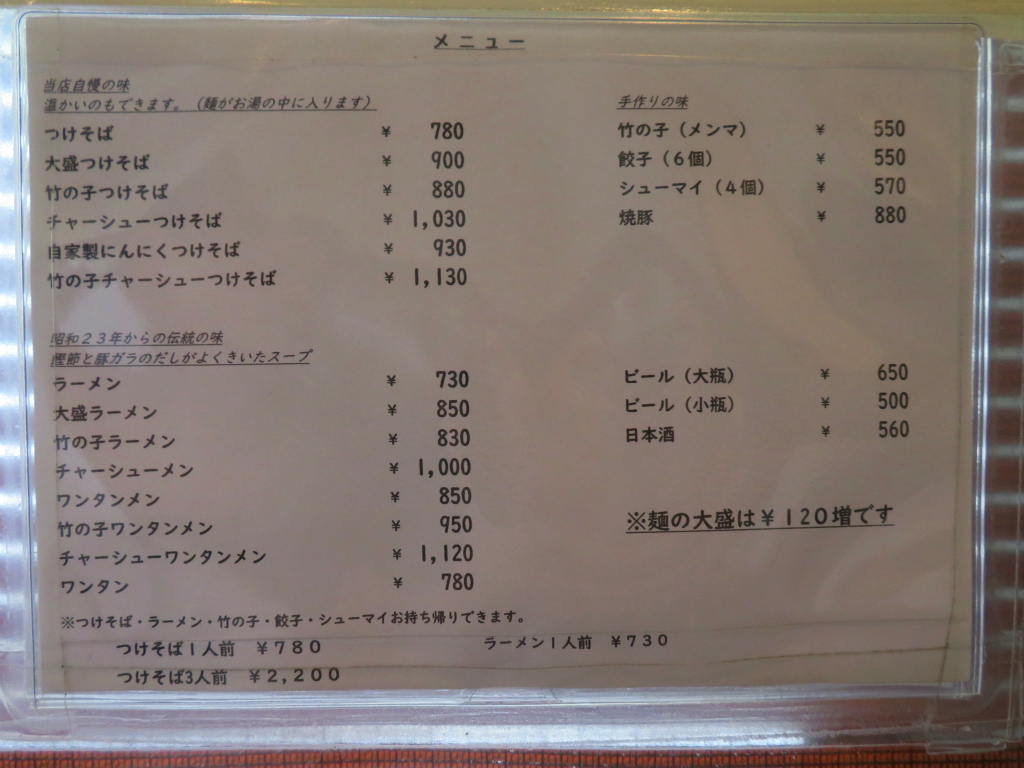 メニュー
当店自慢の味
温かいのもできます。（麺がお湯の中に入ります）
つけそば ¥ 780
大盛つけそば ¥ 900
竹の子つけそば ¥ 880
チャーシューつけそば ¥ 1,030
自家製にんにくつけそば ¥ 930
竹の子チャーシューつけそば ¥ 1,130
昭和２３年からの伝統の味
鰹節と豚ガラのだしがよくきいたスープ
ラーメン ¥ 730
大盛ラーメン ¥ 850
竹の子ラーメン ¥ 830
チャーシューメン ¥ 1,000
ワンタンメン ¥ 850
竹の子ワンタンメン ¥ 950
チャーシューワンタンメン ¥ 1,120
ワンタン ¥ 780
手作りの味
竹の子（メンマ） ¥ 550
餃子（６個） ¥ 550
シューマイ（４個） ¥ 570
焼豚 ¥ 880
ビール（大瓶） ¥ 650
ビール（小瓶） ¥ 500
日本酒 ¥ 560
※麺の大盛は￥１２０増です
※つけそば・ラーメン・竹の子・餃子・シューマイお持ち帰りできます。
つけそば１人前 ￥７８０ ラーメン１人前 ￥７３０
つけそば3人前 ￥２,２００